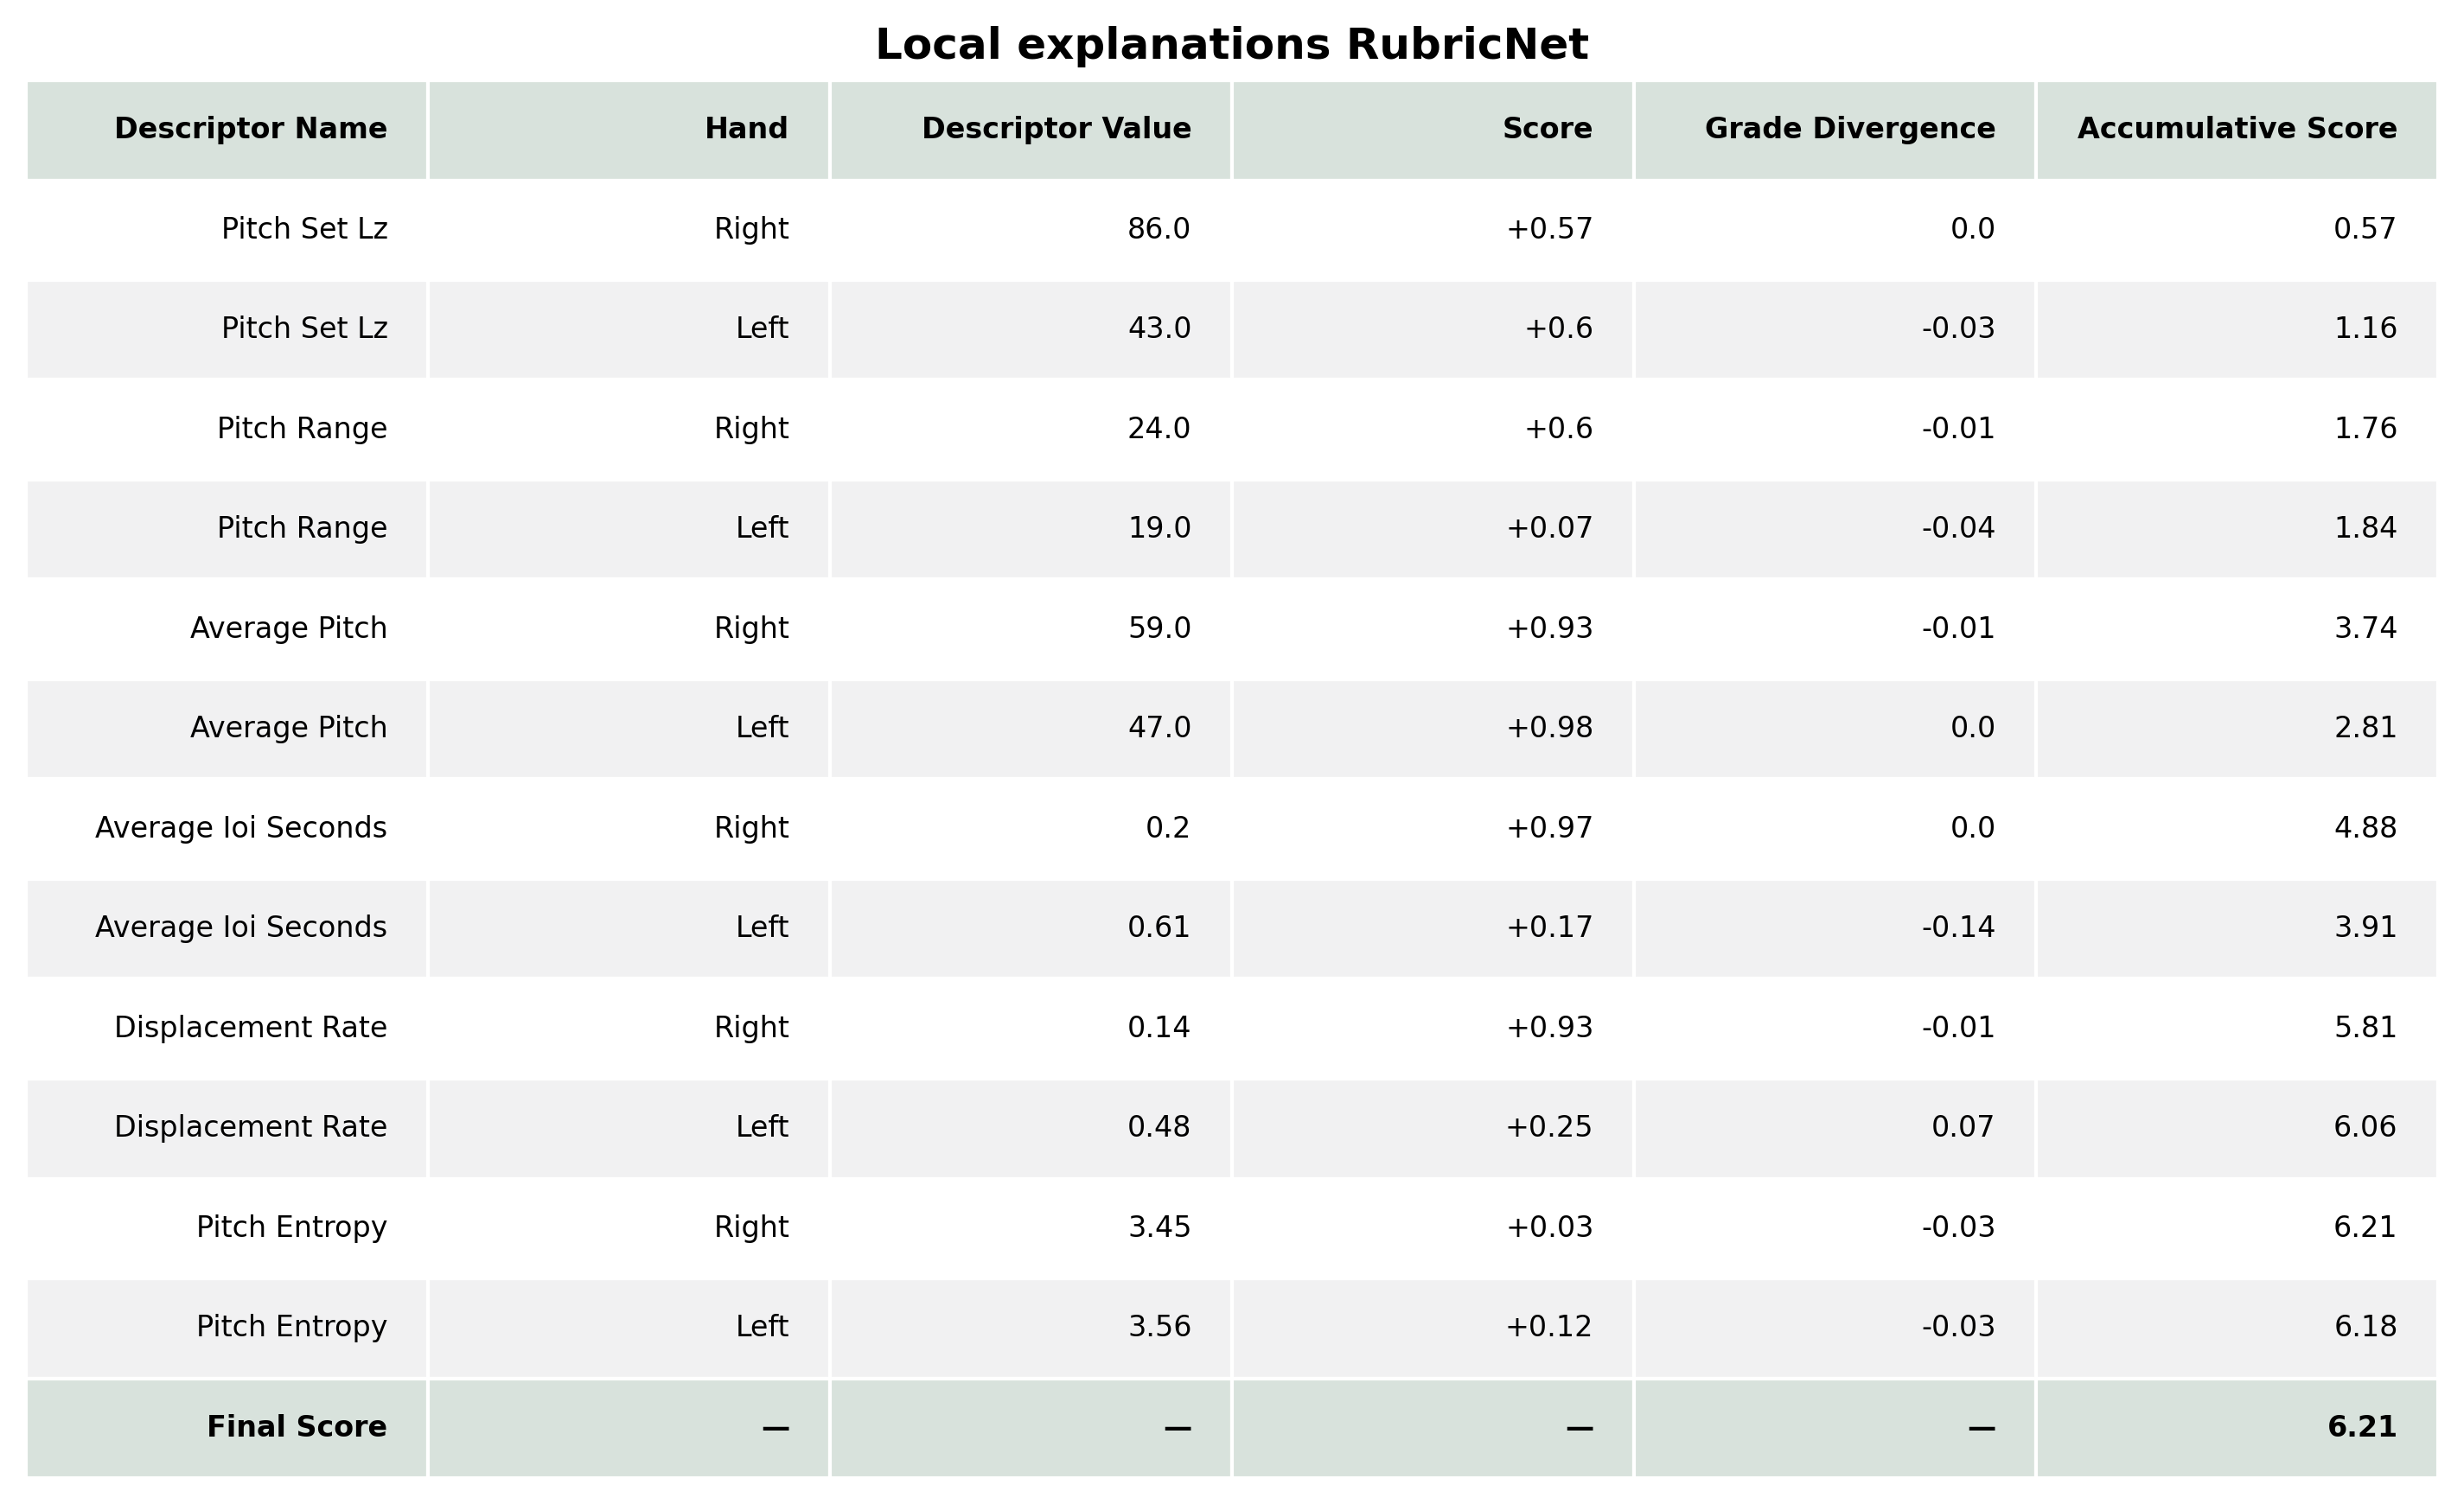 Local explanations RubricNet
Descriptor Name Hand Descriptor Value Score Grade Divergence Accumulative Score
Pitch Set Lz Right 86.0 +0.57 0.0 0.57
Pitch Set Lz Left 43.0 +0.6 -0.03 1.16
Pitch Range Right 24.0 +0.6 -0.01 1.76
Pitch Range Left 19.0 +0.07 -0.04 1.84
Average Pitch Right 59.0 +0.93 -0.01 3.74
Average Pitch Left 47.0 +0.98 0.0 2.81
Average Ioi Seconds Right 0.2 +0.97 0.0 4.88
Average Ioi Seconds Left 0.61 +0.17 -0.14 3.91
Displacement Rate Right 0.14 +0.93 -0.01 5.81
Displacement Rate Left 0.48 +0.25 0.07 6.06
Pitch Entropy Right 3.45 +0.03 -0.03 6.21
Pitch Entropy Left 3.56 +0.12 -0.03 6.18
Final Score — — — — 6.21